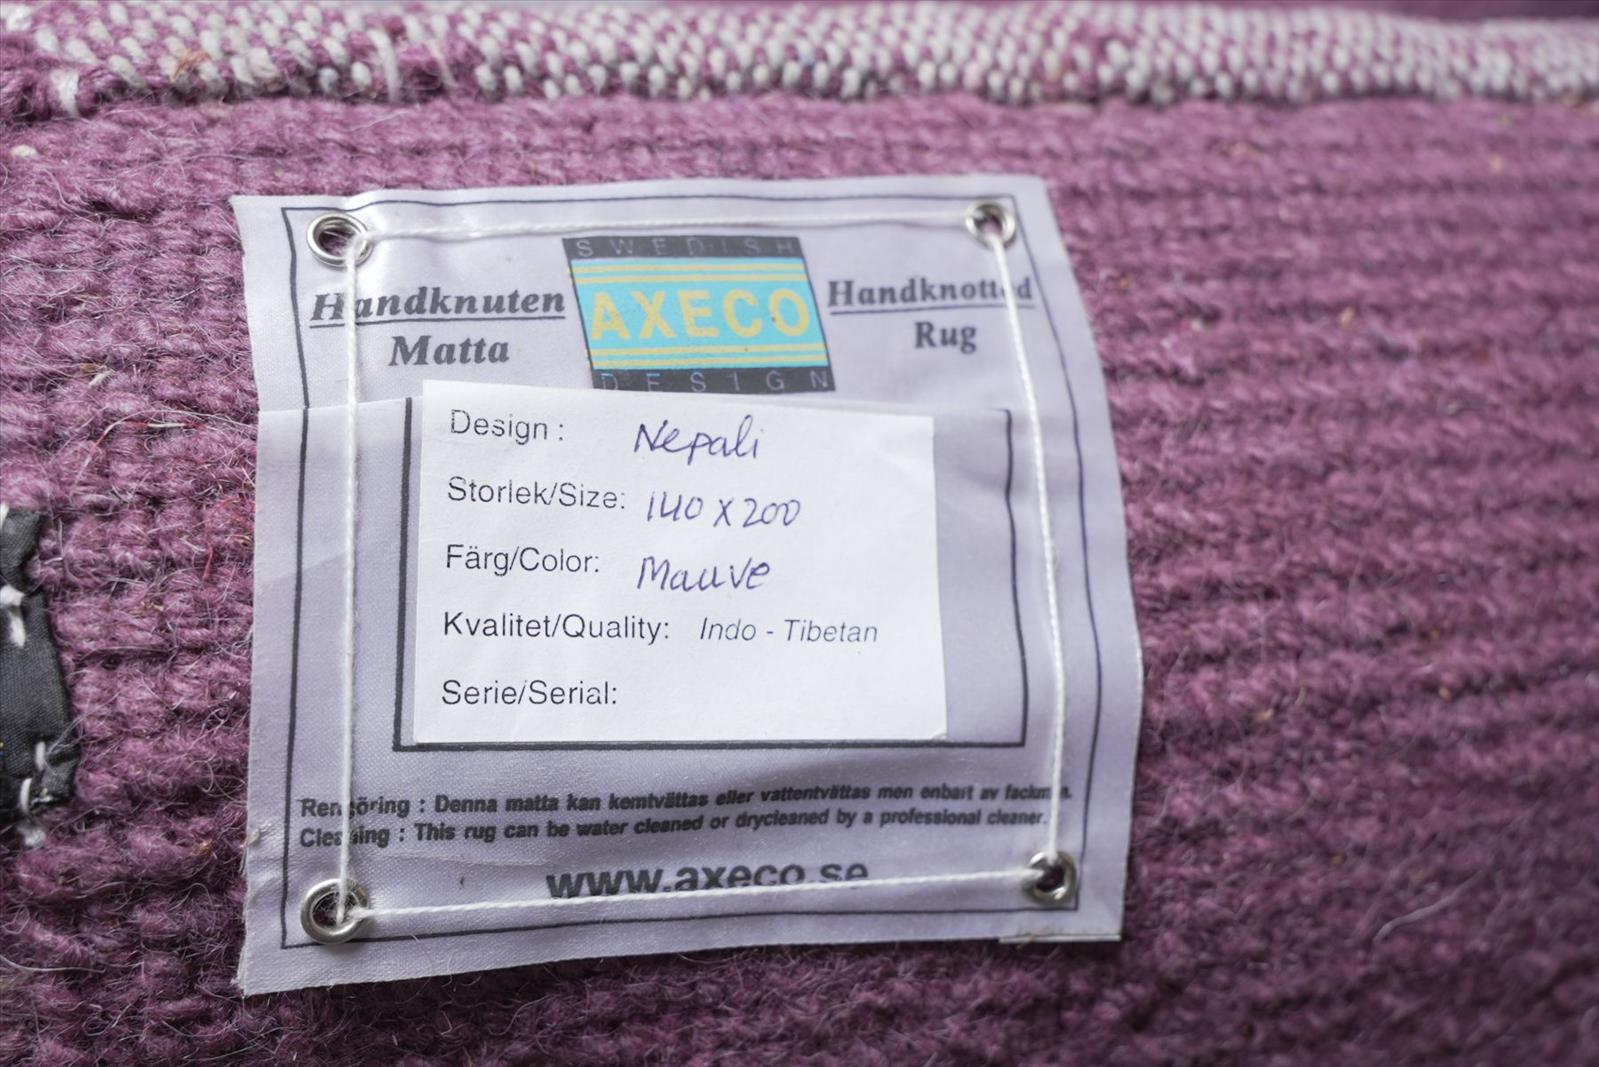 SWEDISH
AXECO
DESIGN
Handknuten
Matta
Handknotted
Rug
Design : Nepali
Storlek/Size: 140 x 200
Färg/Color: Mauve
Kvalitet/Quality: Indo - Tibetan
Serie/Serial:
Rengöring : Denna matta kan kemtvättas eller vattentvättas men enbart av fackman.
Cleaning : This rug can be water cleaned or drycleaned by a professional cleaner.
www.axeco.se